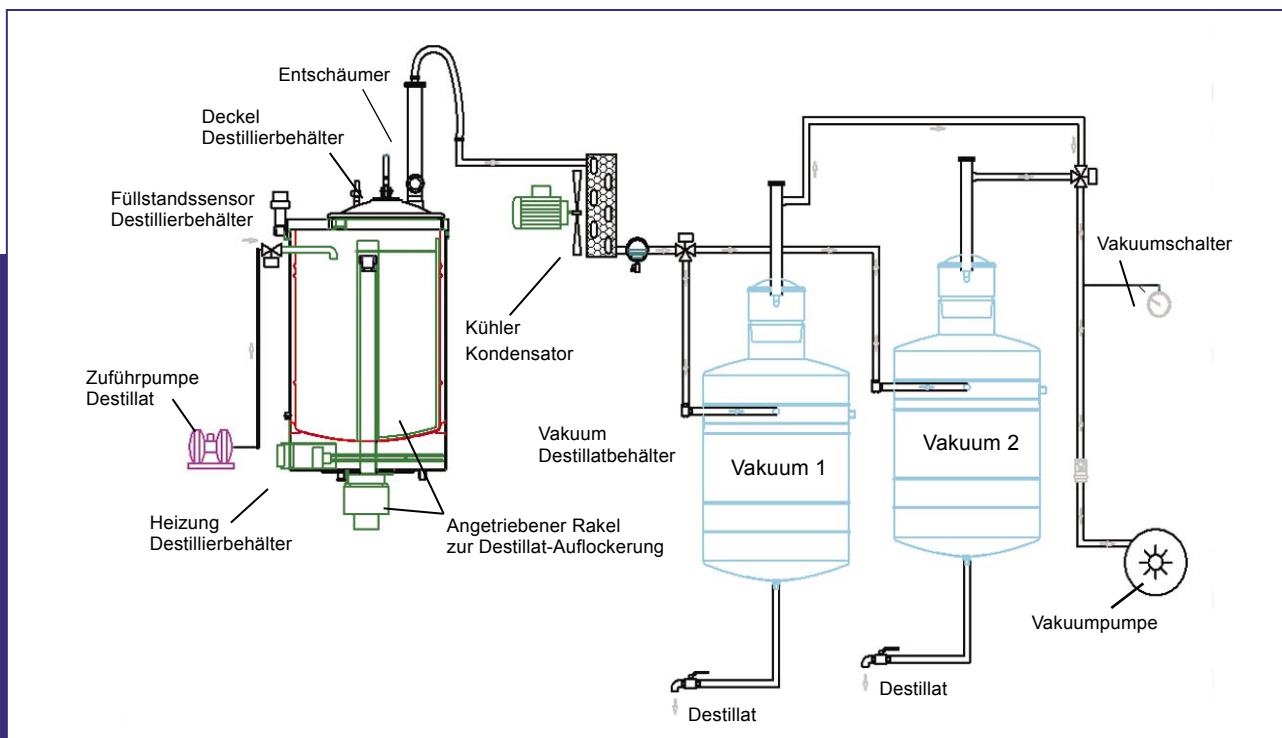 Entschäumer
Deckel
Destillierbehälter
Füllstandssensor
Destillierbehälter
Vakuumschalter
Kühler
Kondensator
Zuführpumpe
Destillat
Vakuum
Destillatbehälter
Vakuum 1
Vakuum 2
Heizung
Destillierbehälter
Angetriebener Rakel
zur Destillat-Auflockerung
Vakuumpumpe
Destillat
Destillat